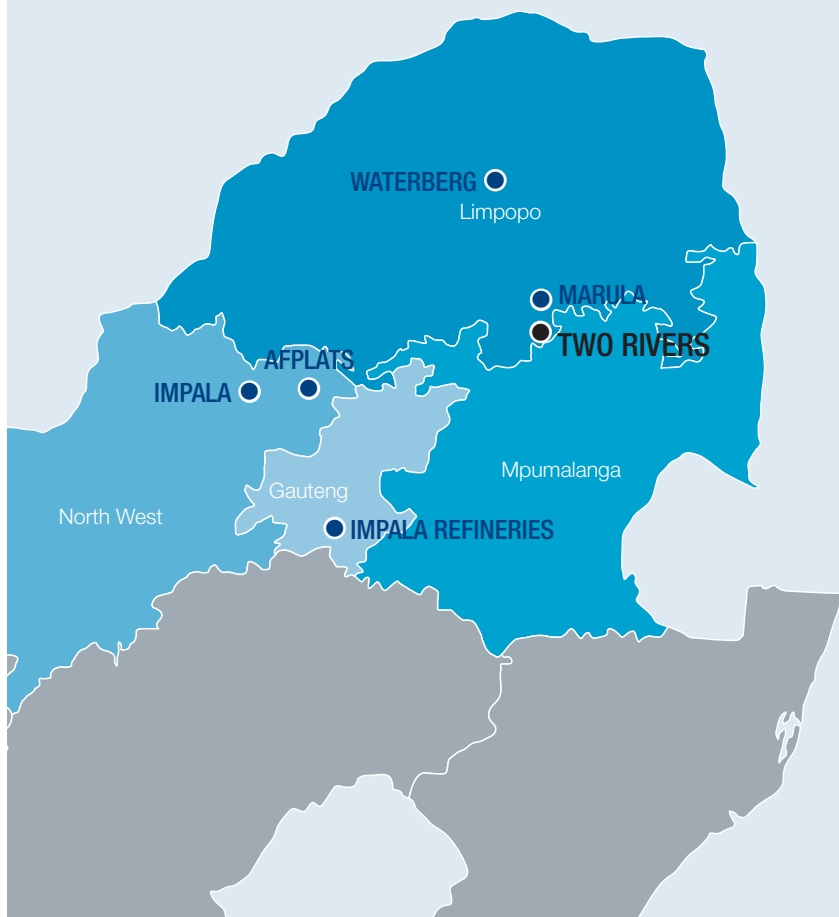 WATERBERG
Limpopo
MARULA
TWO RIVERS
AFPLATS
IMPALA
Mpumalanga
Gauteng
North West
IMPALA REFINERIES